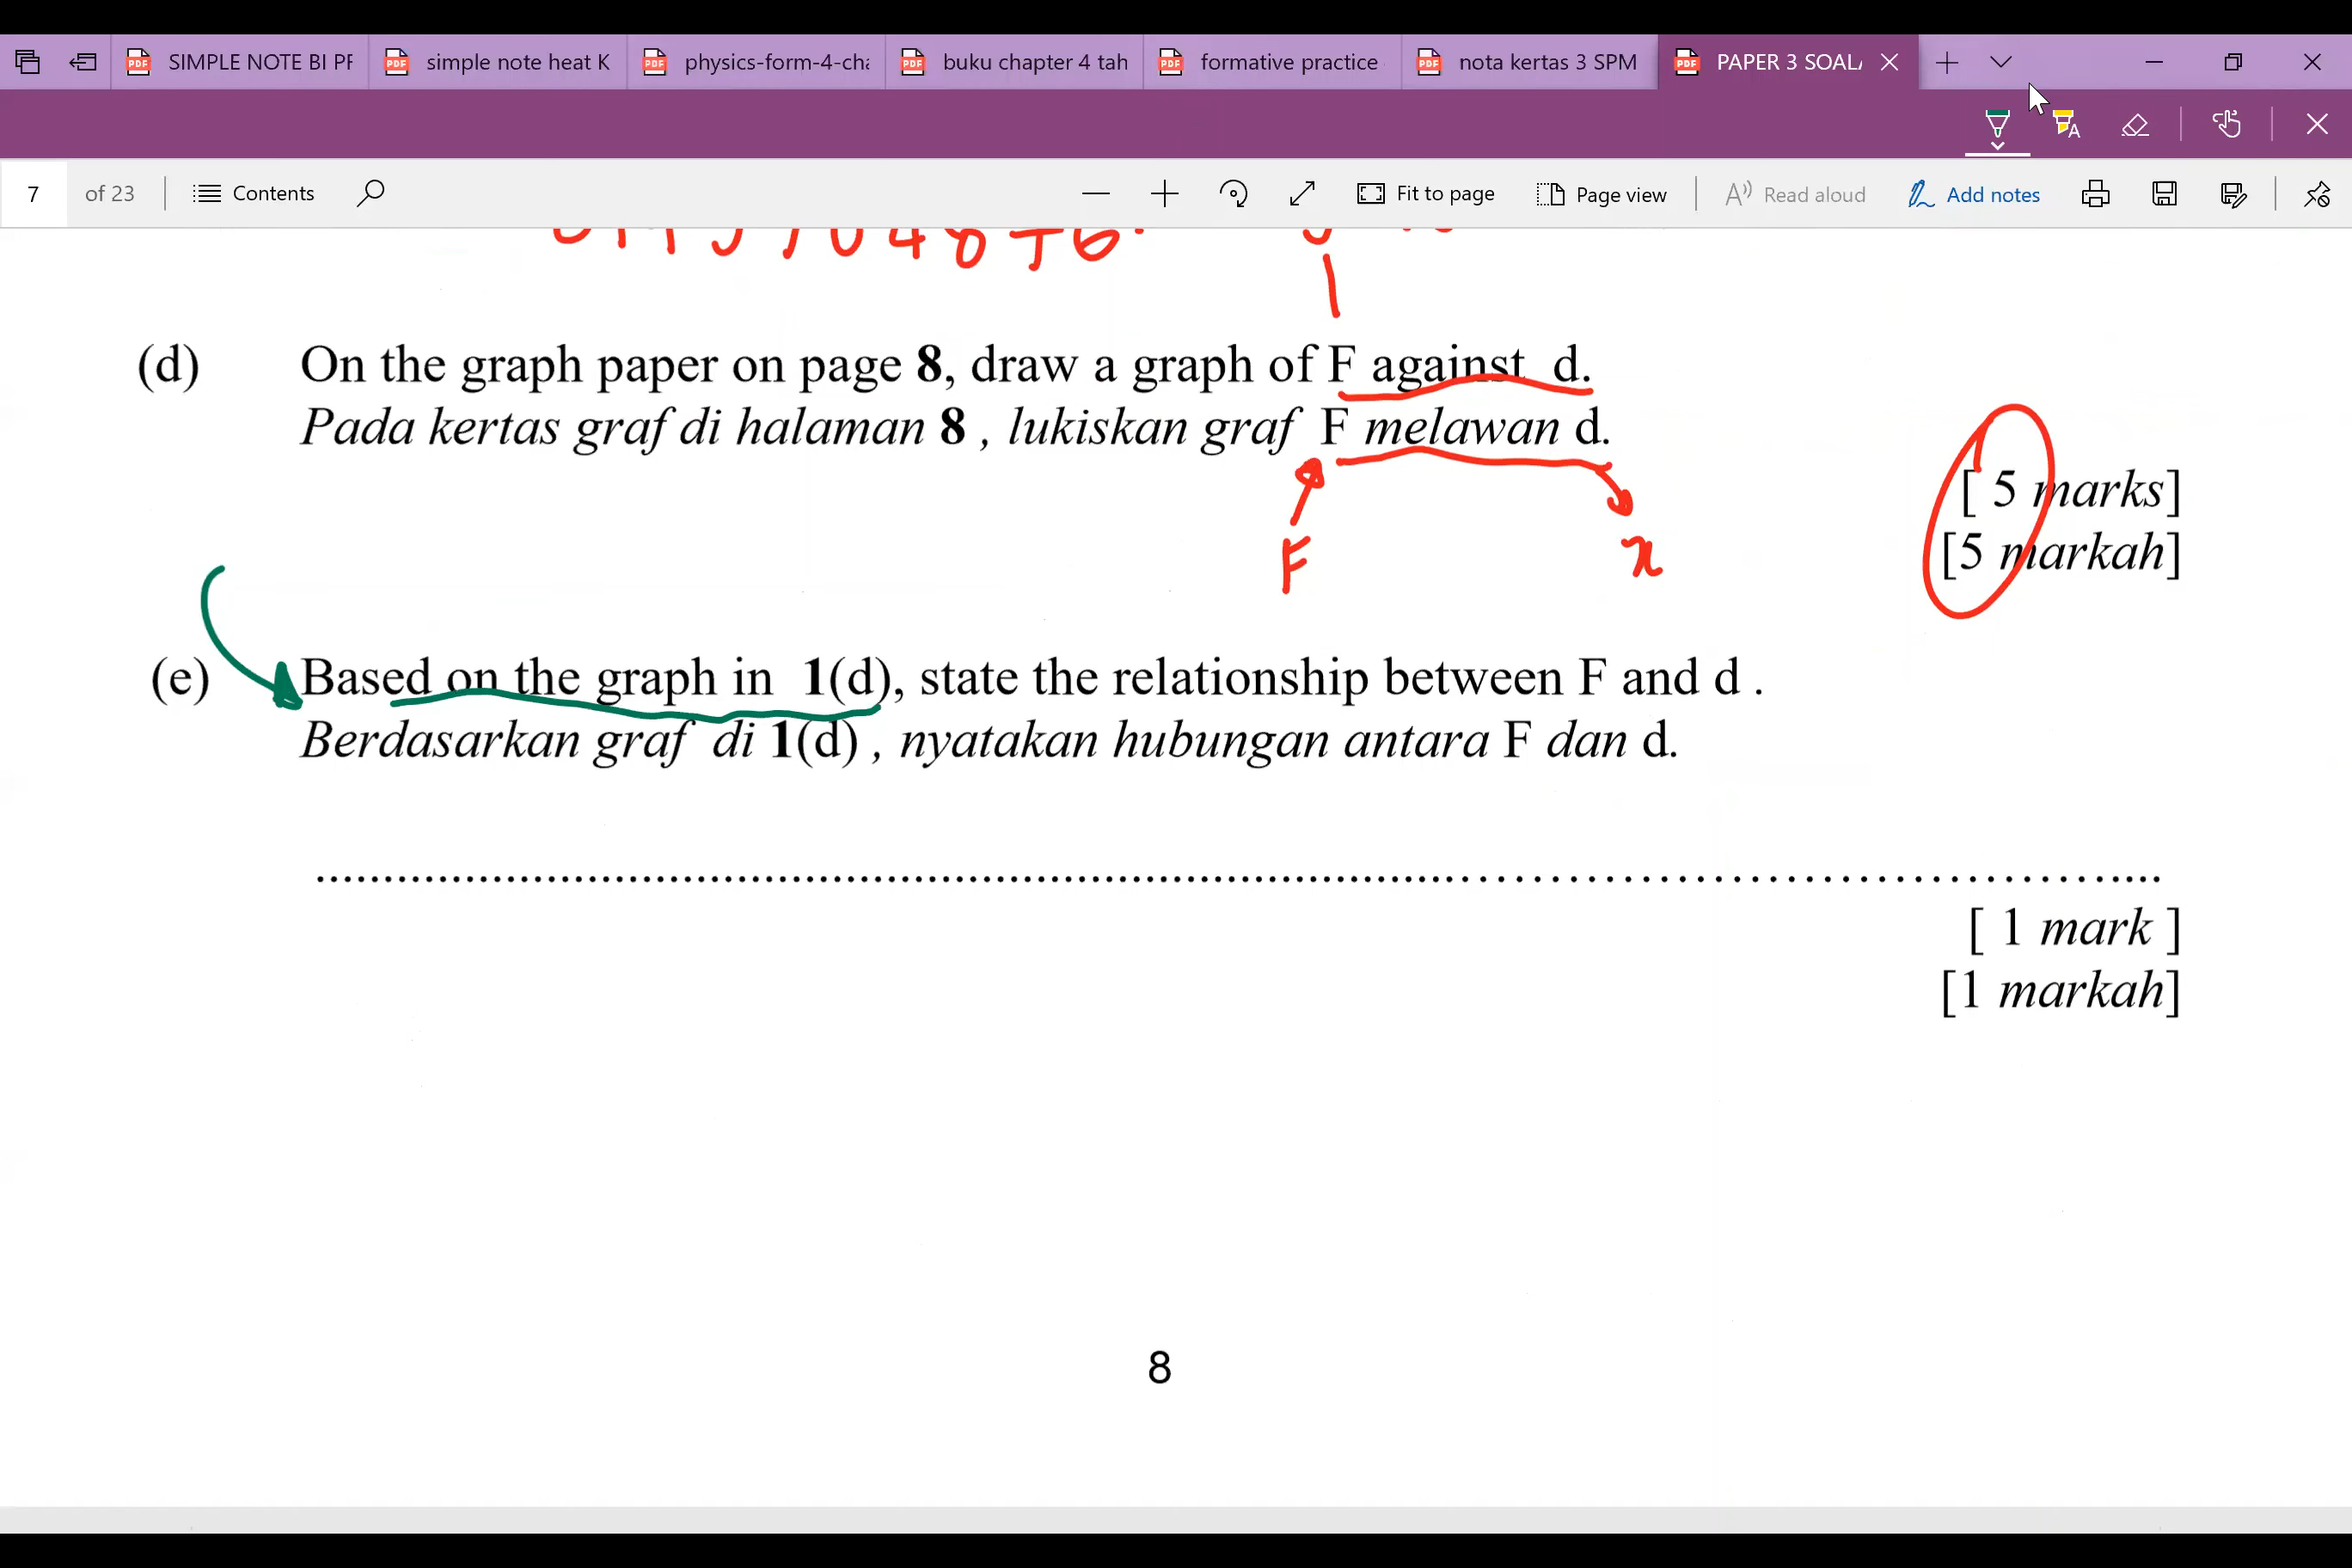 SIMPLE NOTE BI PF simple note heat K physics-form-4-cha buku chapter 4 tah formative practice nota kertas 3 SPM PAPER 3 SOAL
7 of 23 Contents Fit to page Page view Read aloud Add notes
(d) On the graph paper on page 8, draw a graph of F against d.
Pada kertas graf di halaman 8 , lukiskan graf F melawan d.
[ 5 marks]
F x
[5 markah]
(e) Based on the graph in 1(d), state the relationship between F and d .
Berdasarkan graf di 1(d) , nyatakan hubungan antara F dan d.
[ 1 mark ]
[1 markah]
8